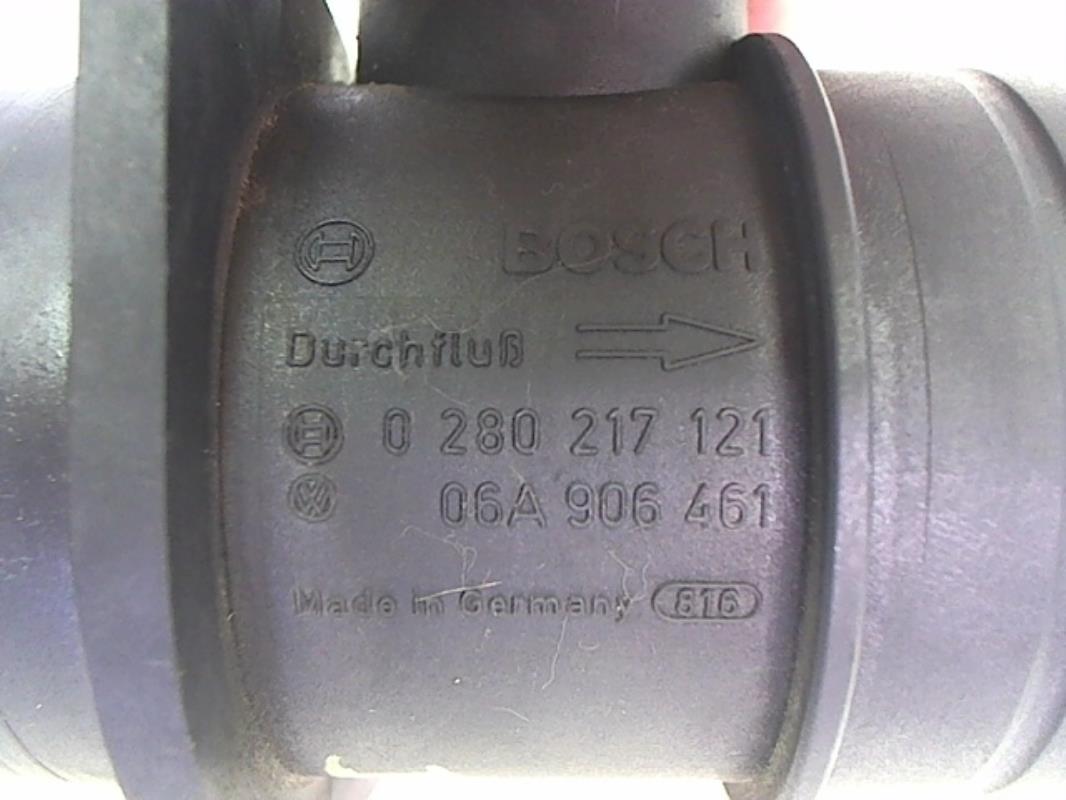 BOSCH
Durchfluß
0 280 217 121
06A 906 461
Made in Germany 816